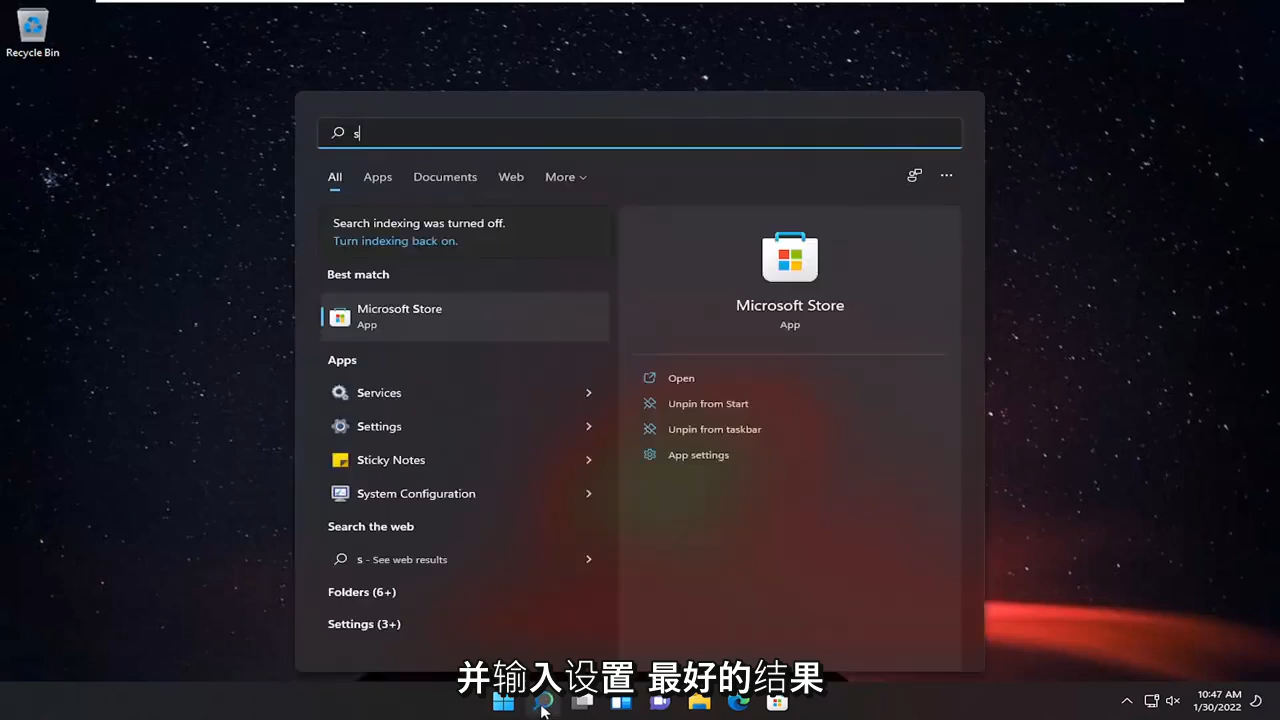 Recycle Bin
s
All
Apps
Documents
Web
More
Search indexing was turned off.
Turn indexing back on.
Best match
Microsoft Store
App
Apps
Services
Settings
Sticky Notes
System Configuration
Search the web
s - See web results
Folders (6+)
Settings (3+)
Microsoft Store
App
Open
Unpin from Start
Unpin from taskbar
App settings
并输入设置 最好的结果
10:47 AM
1/30/2022